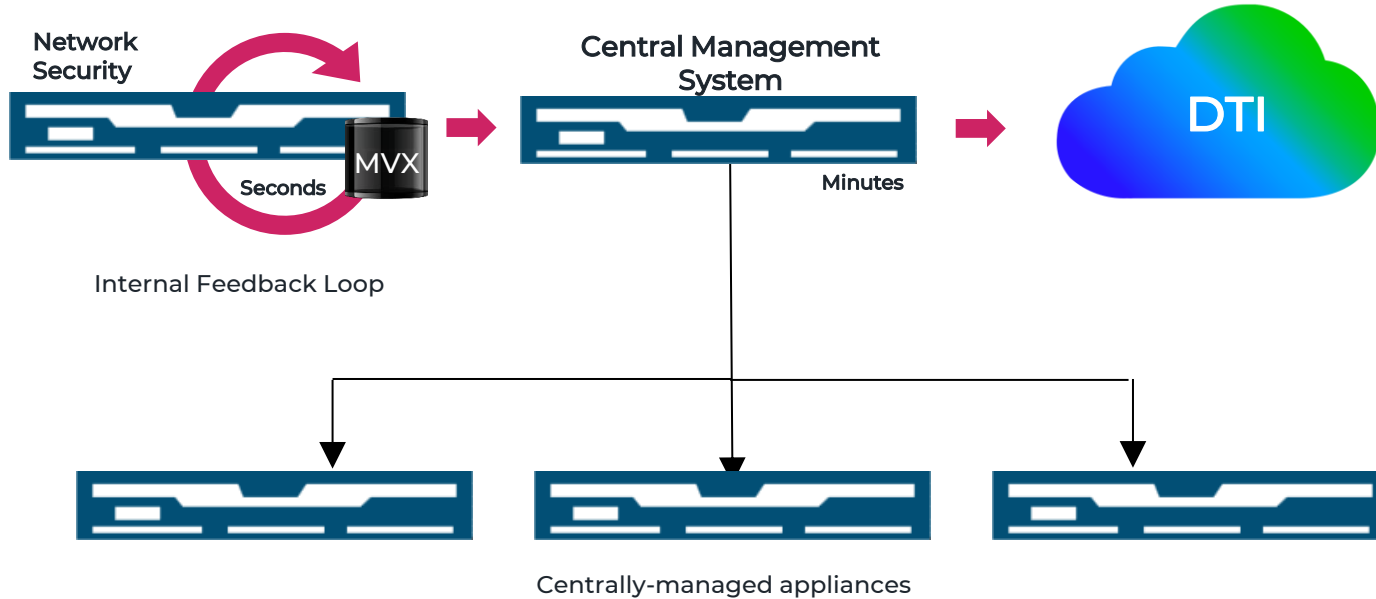 Network
Security
Central Management
System
DTI
MVX
Seconds
Minutes
Internal Feedback Loop
Centrally-managed appliances